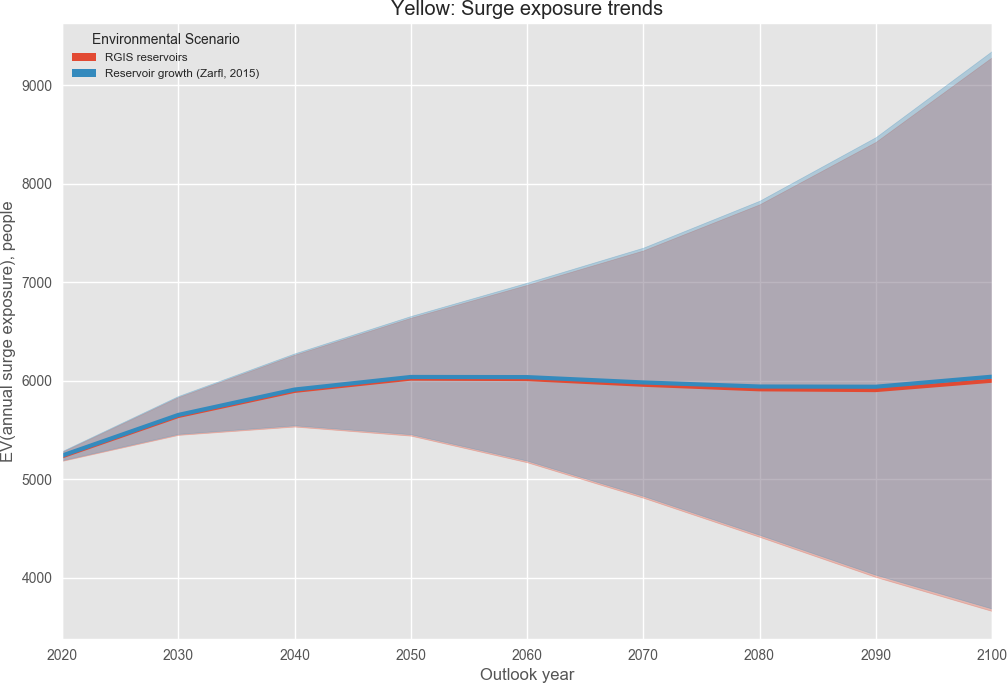 Yellow: Surge exposure trends
Environmental Scenario
RGIS reservoirs
Reservoir growth (Zarfl, 2015)
EV(annual surge exposure), people
9000
8000
7000
6000
5000
4000
2020 2030 2040 2050 2060 2070 2080 2090 2100
Outlook year